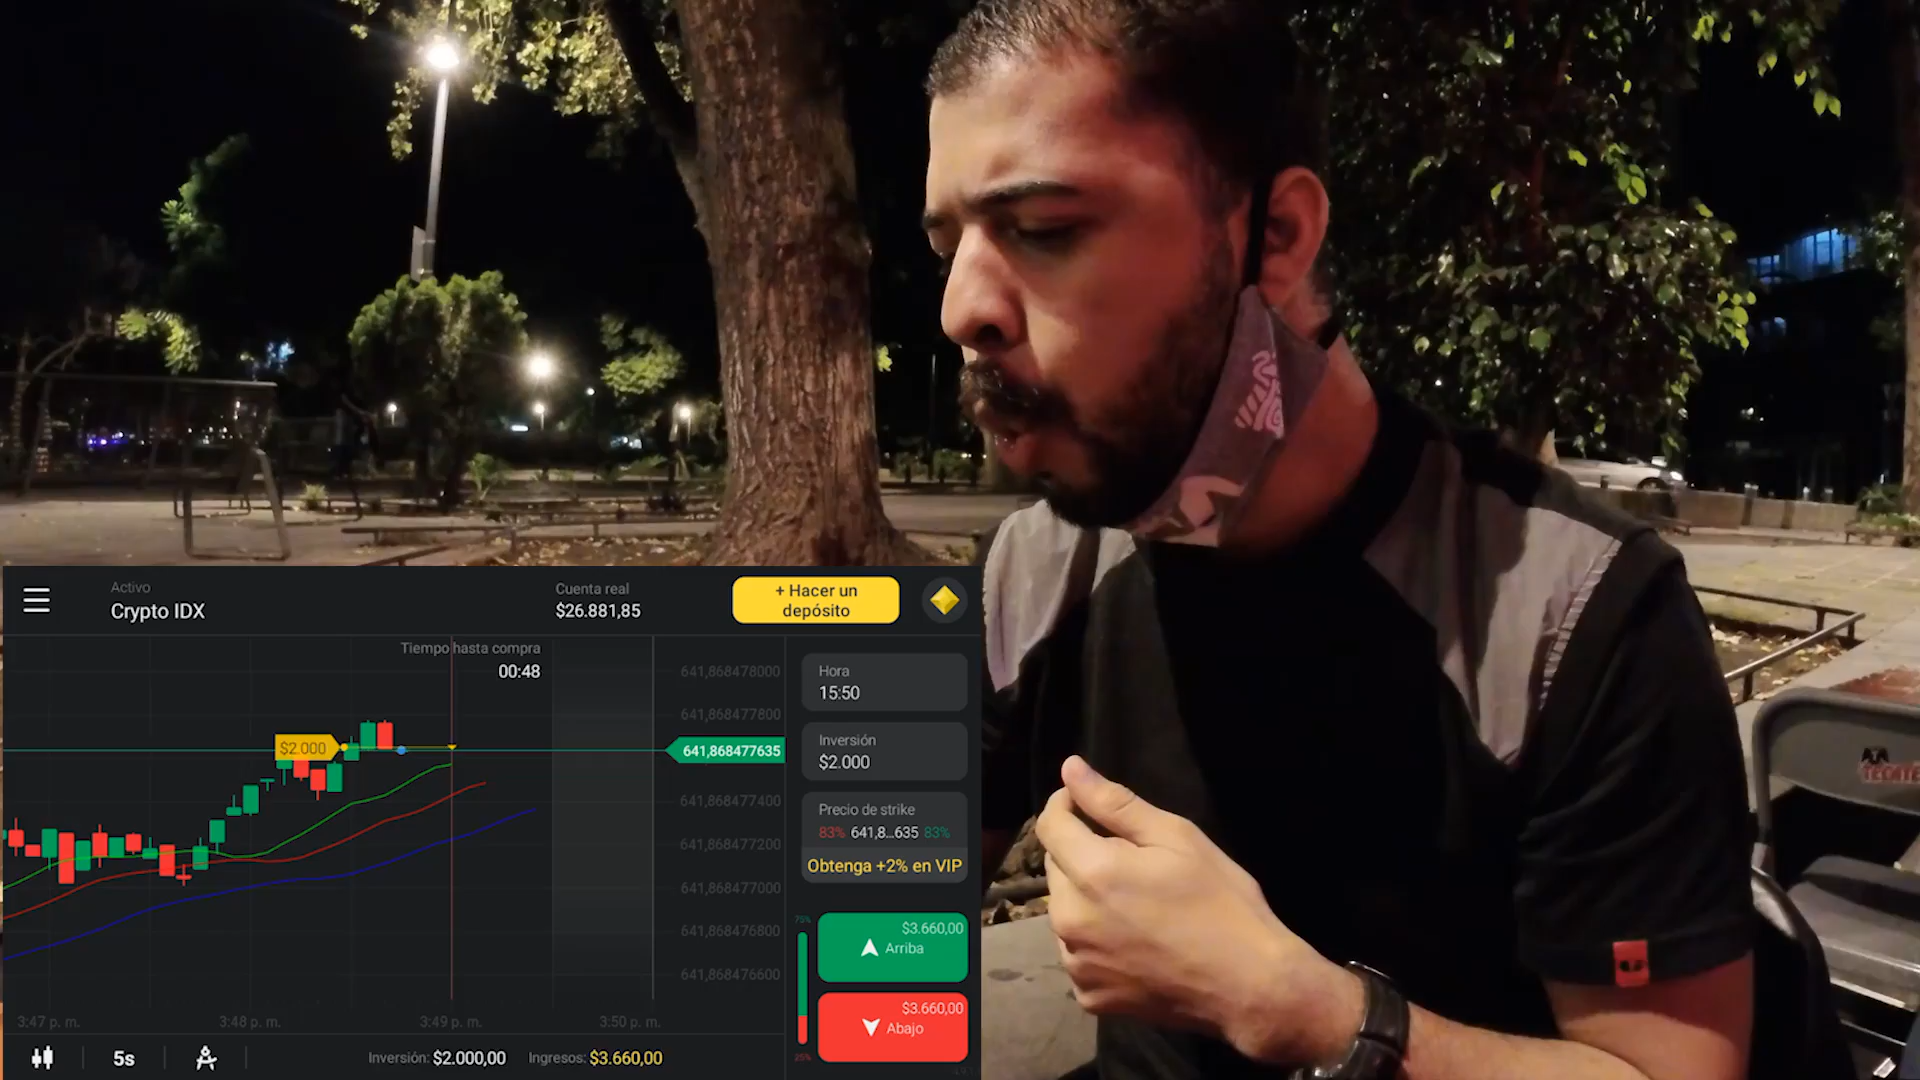 Activo
Crypto IDX
Cuenta real
$26.881,85
+ Hacer un
depósito
Tiempo hasta compra
00:48
$2.000
641,868478000
641,868477800
641,868477635
641,868477400
641,868477200
641,868477000
641,868476800
641,868476600
Hora
15:50
Inversión
$2.000
Precio de strike
83% 641,8...635 83%
Obtenga +2% en VIP
75%
$3.660,00
Arriba
$3.660,00
Abajo
25%
3:47 p. m.
3:48 p. m.
3:49 p. m.
3:50 p. m.
5s
Inversión: $2.000,00
Ingresos: $3.660,00